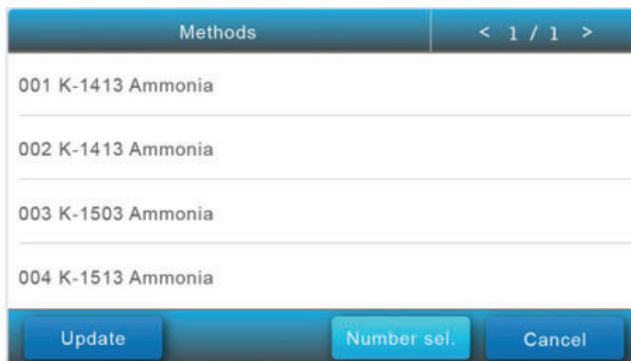 Methods < 1 / 1 >
001 K-1413 Ammonia
002 K-1413 Ammonia
003 K-1503 Ammonia
004 K-1513 Ammonia
Update Number sel. Cancel